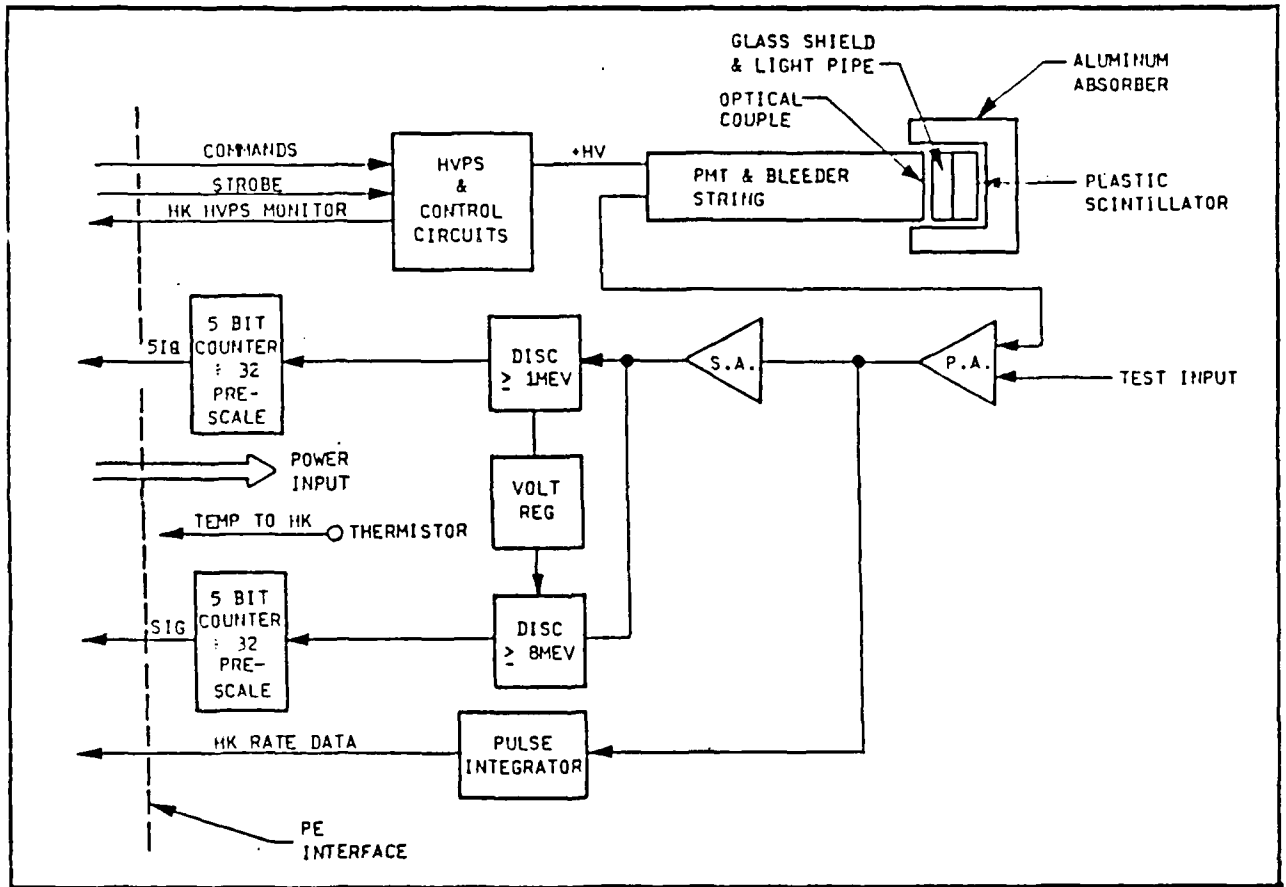 GLASS SHIELD
& LIGHT PIPE
ALUMINUM
ABSORBER
OPTICAL
COUPLE
COMMANDS
STROBE
HK HVPS MONITOR
HVPS
&
CONTROL
CIRCUITS
+HV
PMT & BLEEDER
STRING
PLASTIC
SCINTILLATOR
SIG
5 BIT
COUNTER
÷ 32
PRE-
SCALE
DISC
≥ 1MEV
S.A.
P.A.
TEST INPUT
POWER
INPUT
VOLT
REG
TEMP TO HK
THERMISTOR
SIG
5 BIT
COUNTER
÷ 32
PRE-
SCALE
DISC
≥ 8MEV
HK RATE DATA
PULSE
INTEGRATOR
PE
INTERFACE